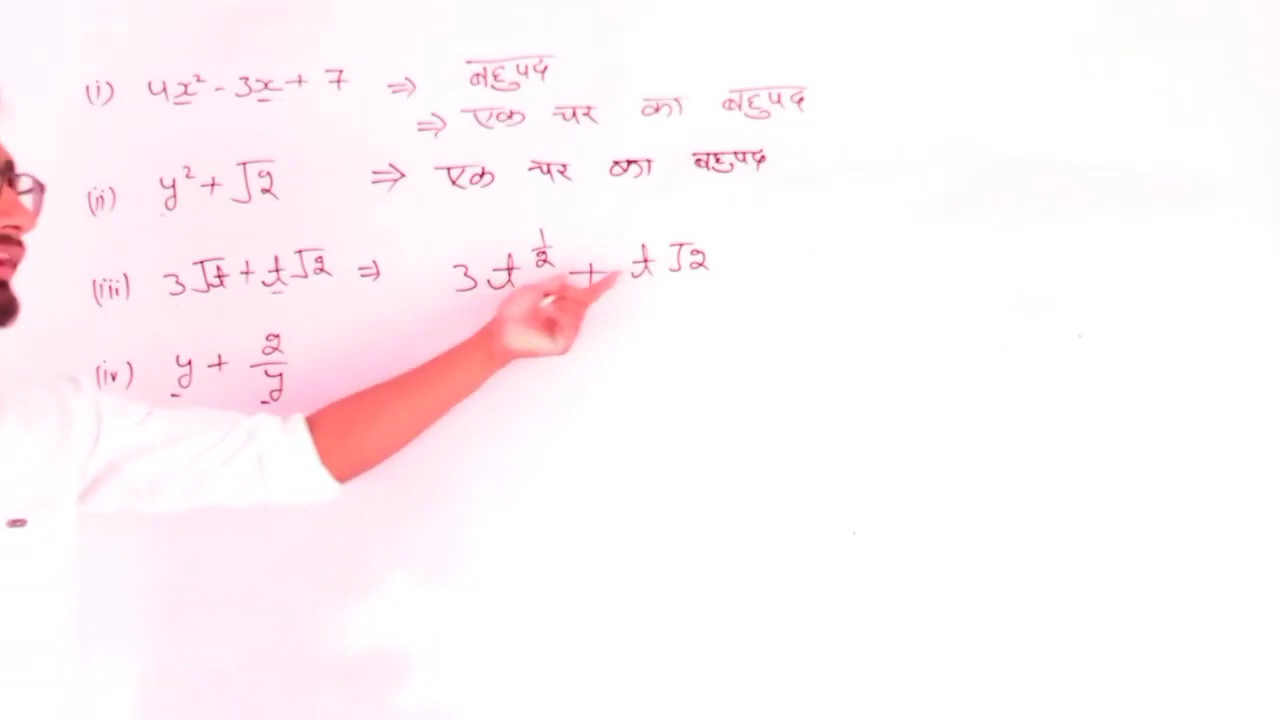 (i) 4x² - 3x + 7 ⇒ बहुपद
⇒ एक चर का बहुपद
(ii) y² + √2 ⇒ एक चर का बहुपद
(iii) 3√t + t√2 ⇒ 3t^{1/2} + t√2
(iv) y + 2/y